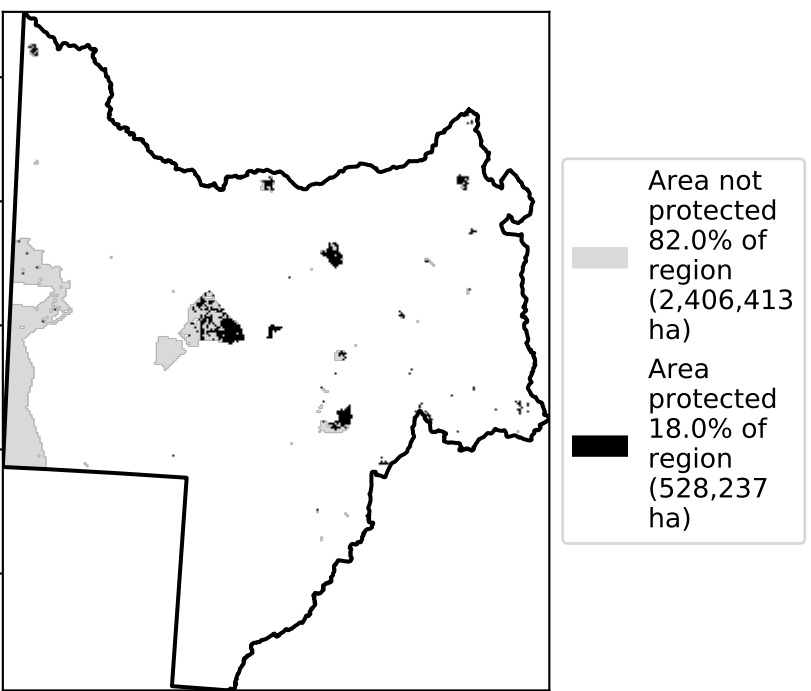 Area not
protected
82.0% of
region
(2,406,413
ha)
Area
protected
18.0% of
region
(528,237
ha)